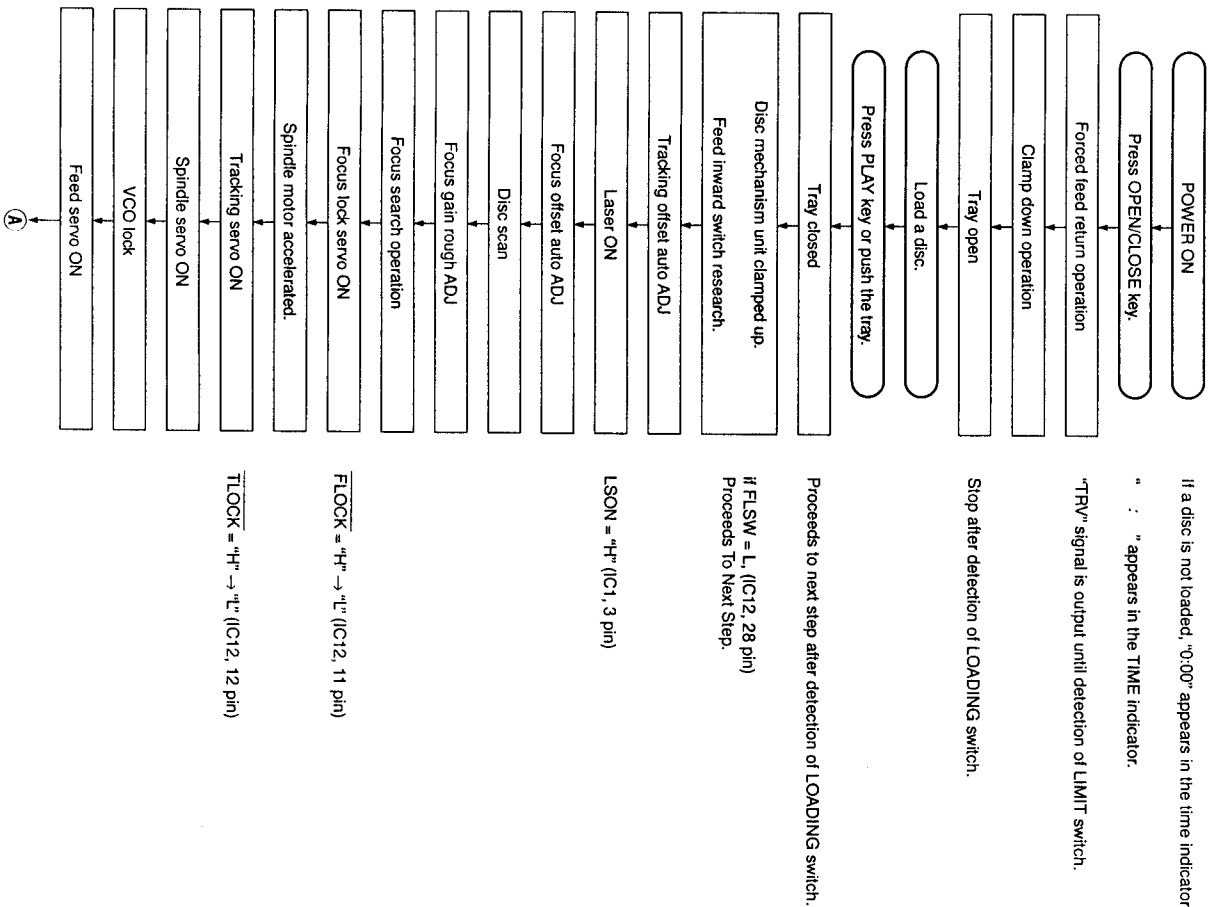 POWER ON
If a disc is not loaded, "0:00" appears in the time indicator
Press OPEN/CLOSE key.
"   :   " appears in the TIME indicator.
Forced feed return operation
"TRV" signal is output until detection of LIMIT switch.
Clamp down operation
Tray open
Stop after detection of LOADING switch.
Load a disc.
Press PLAY key or push the tray.
Tray closed
Proceeds to next step after detection of LOADING switch.
Disc mechanism unit clamped up.
Feed inward switch research.
if FLSW = L, (IC12, 28 pin)
Proceeds To Next Step.
Tracking offset auto ADJ
Laser ON
LSON = "H" (IC1, 3 pin)
Focus offset auto ADJ
Disc scan
Focus gain rough ADJ
Focus search operation
Focus lock servo ON
FLOCK = "H" → "L" (IC12, 11 pin)
Spindle motor accelerated.
Tracking servo ON
TLOCK = "H" → "L" (IC12, 12 pin)
Spindle servo ON
VCO lock
Feed servo ON
A